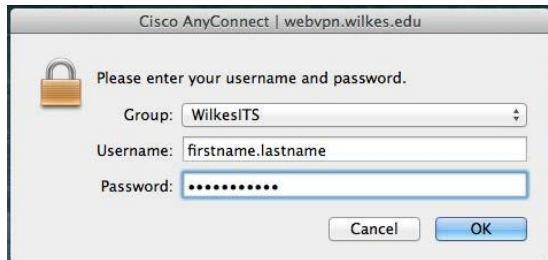 Cisco AnyConnect | webvpn.wilkes.edu
Please enter your username and password.
Group: WilkesITS
Username: firstname.lastname
Password: •••••••••••
Cancel OK